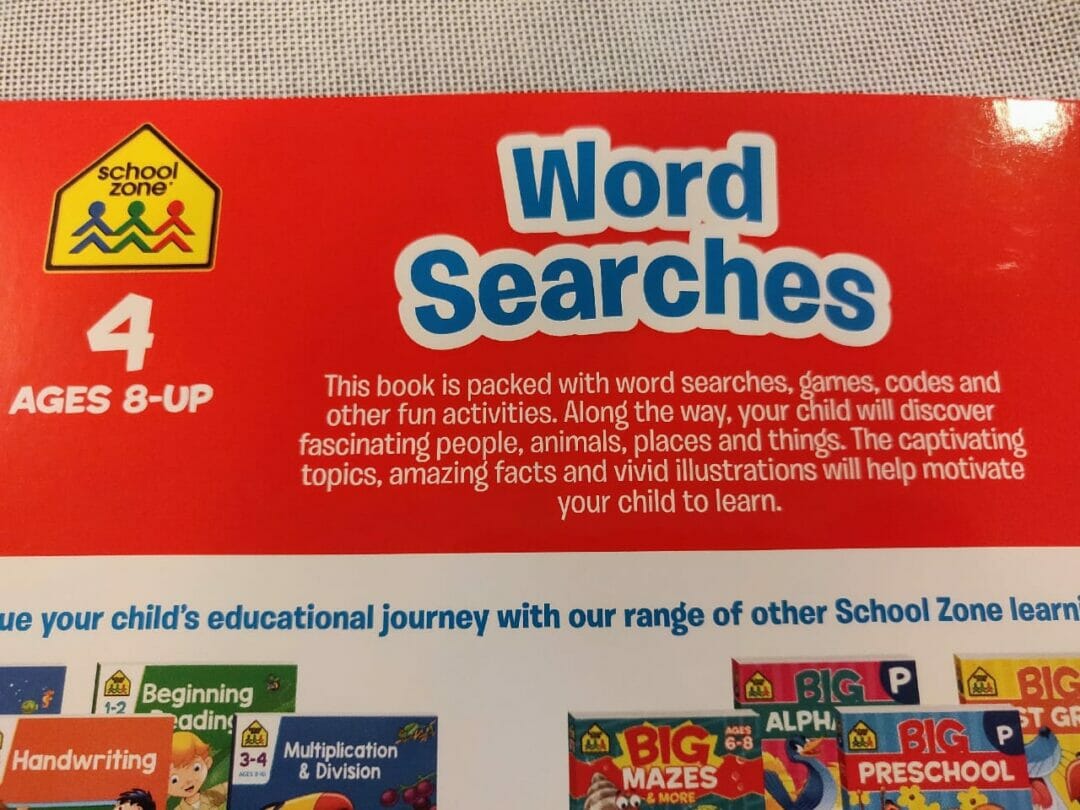 school
zone
4
AGES 8-UP
Word
Searches
This book is packed with word searches, games, codes and
other fun activities. Along the way, your child will discover
fascinating people, animals, places and things. The captivating
topics, amazing facts and vivid illustrations will help motivate
your child to learn.
your child's educational journey with our range of other School Zone
1-2
Beginning
Handwriting
3-4
Multiplication
& Division
BIG
MAZES
& MORE
AGES
6-8
BIG
P
BIG
P
PRESCHOOL
BIG